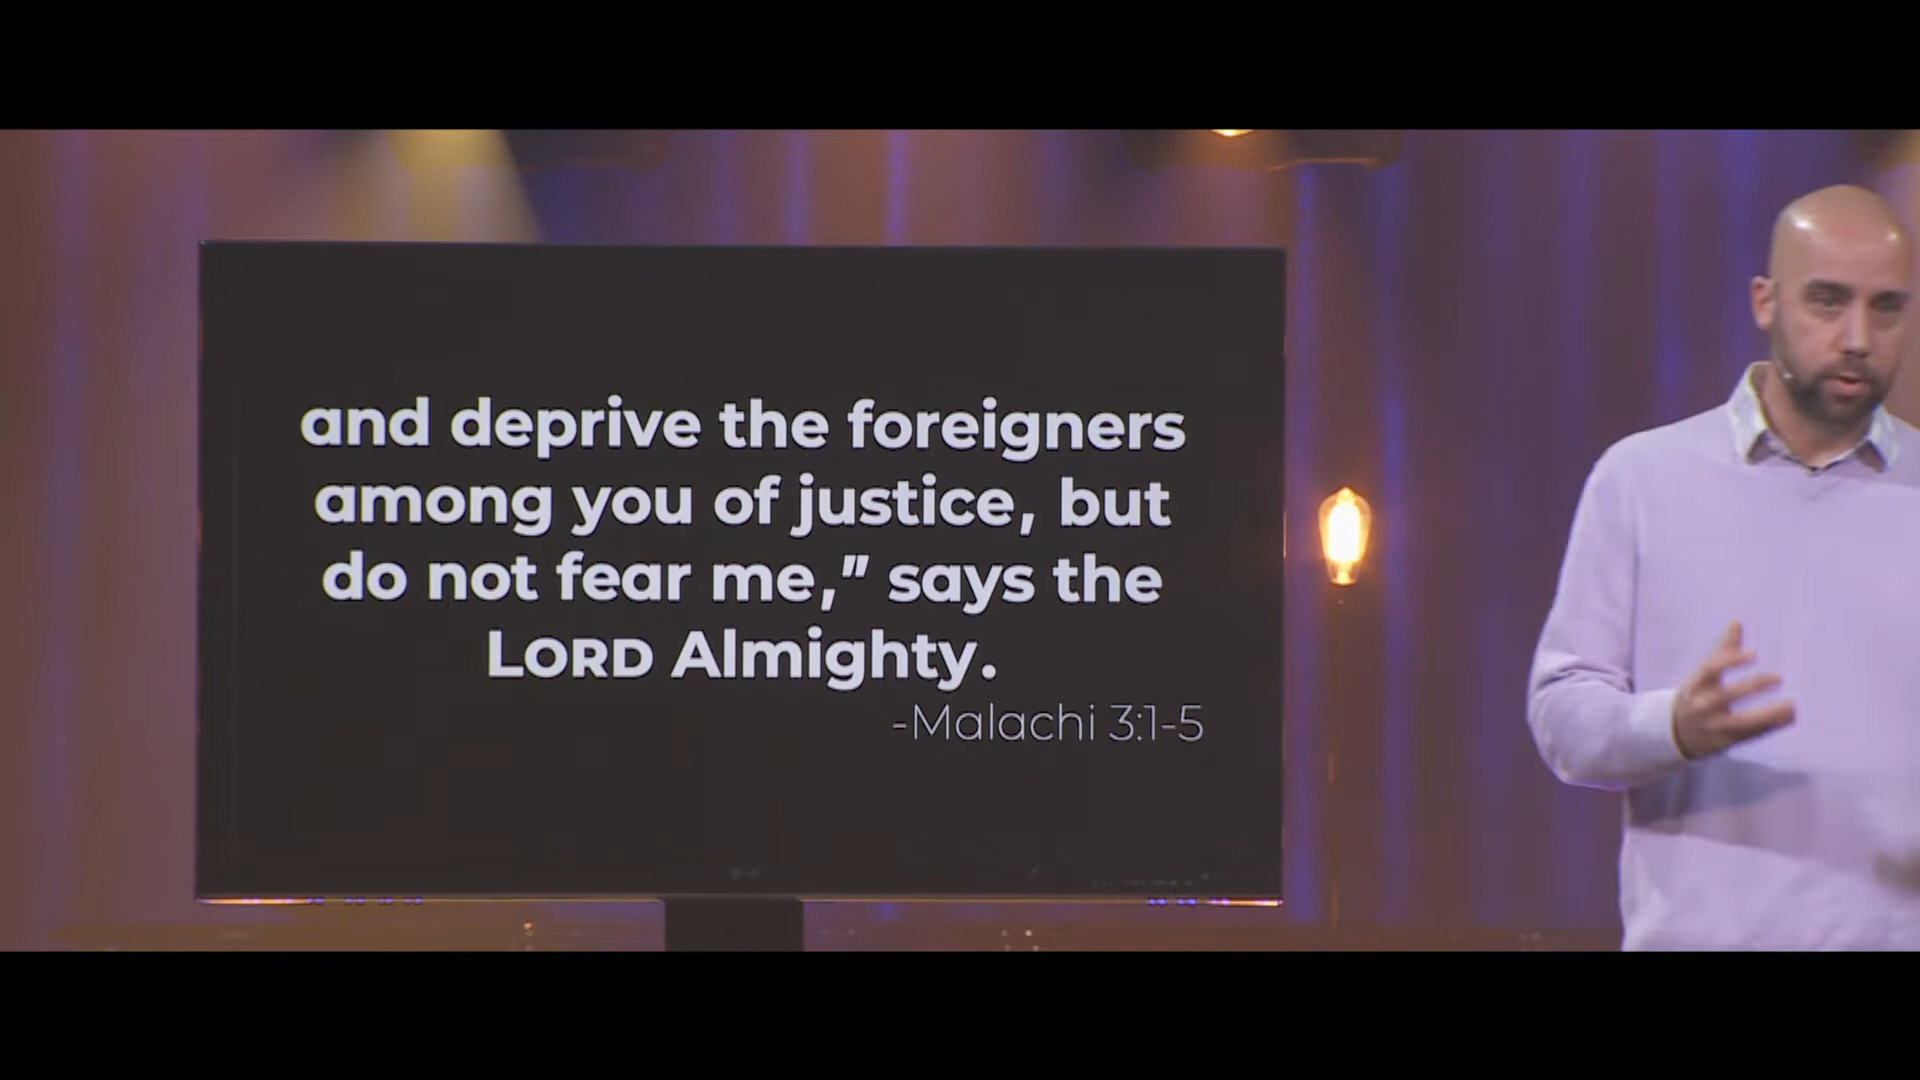 and deprive the foreigners
among you of justice, but
do not fear me,” says the
LORD Almighty.
-Malachi 3:1-5